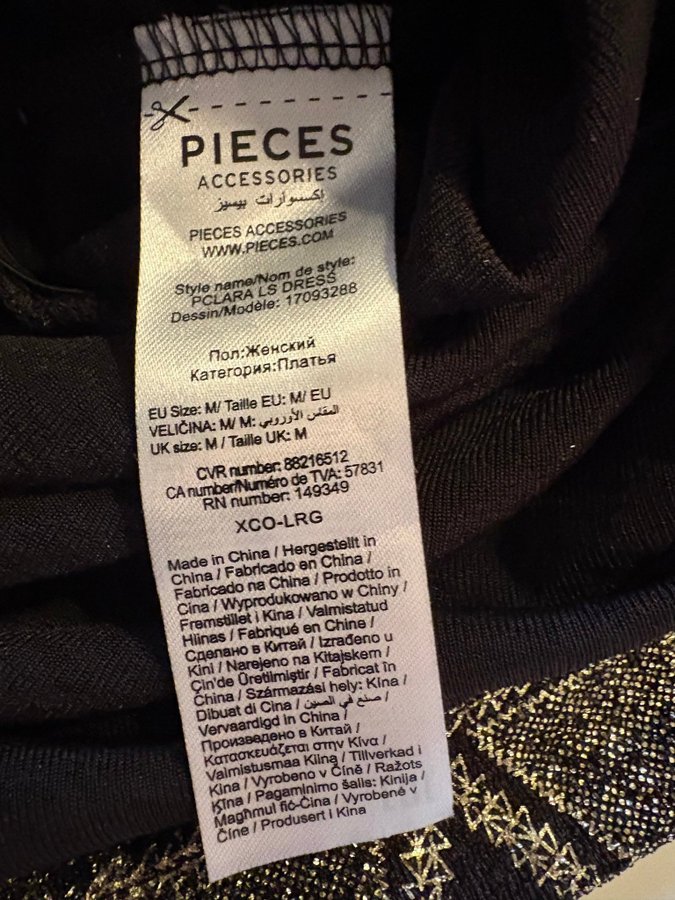 PIECES
ACCESSORIES
اكسسوارات بيسيز
PIECES ACCESSORIES
WWW.PIECES.COM
Style name/Nom de style:
PCLARA LS DRESS
Dessin/Modèle: 17093288
Пол:Женский
Категория:Платья
EU Size: M/ Taille EU: M/ EU
VELIČINA: M/ M: المقاس الأوروبي
UK size: M / Taille UK: M
CVR number: 88216512
CA number/Numéro de TVA: 57831
RN number: 149349
XCO-LRG
Made in China / Hergestellt in
China / Fabricado en China /
Fabricado na China / Prodotto in
Cina / Wyprodukowano w Chiny /
Fremstillet i Kina / Valmistatud
Hiinas / Fabriqué en Chine /
Сделано в Китай / Izrađeno u
Kini / Narejeno na Kitajskem /
Çin'de Üretilmiştir / Fabricat în
China / Származási hely: Kína /
Dibuat di Cina / صنع في الصين /
Vervaardigd in China /
Произведено в Китай /
Κατασκευάζεται στην Κίνα /
Valmistusmaa Kiina / Tillverkad i
Kina / Vyrobeno v Číně / Ražots
Ķīna / Pagaminimo šalis: Kinija /
Magħmul fiċ-Ċina / Vyrobené v
Číne / Produsert i Kina